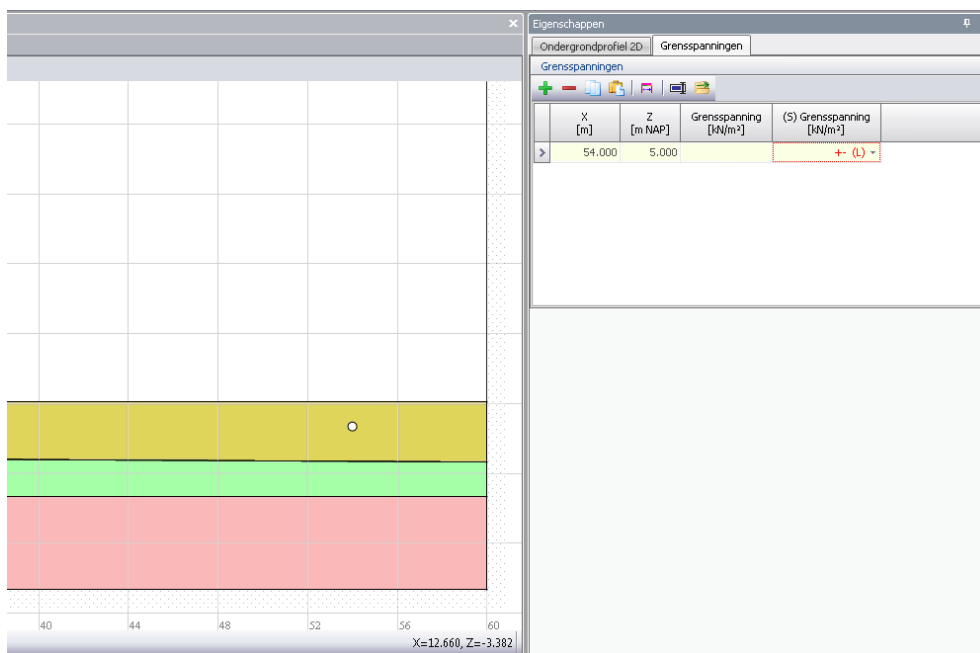 Eigenschappen
Ondergrondprofiel 2D Grensspanningen
Grensspanningen
X [m] Z [m NAP] Grensspanning [kN/m²] (S) Grensspanning [kN/m²]
54.000 5.000 +- (L)
40 44 48 52 56 60
X=12.660, Z=-3.382